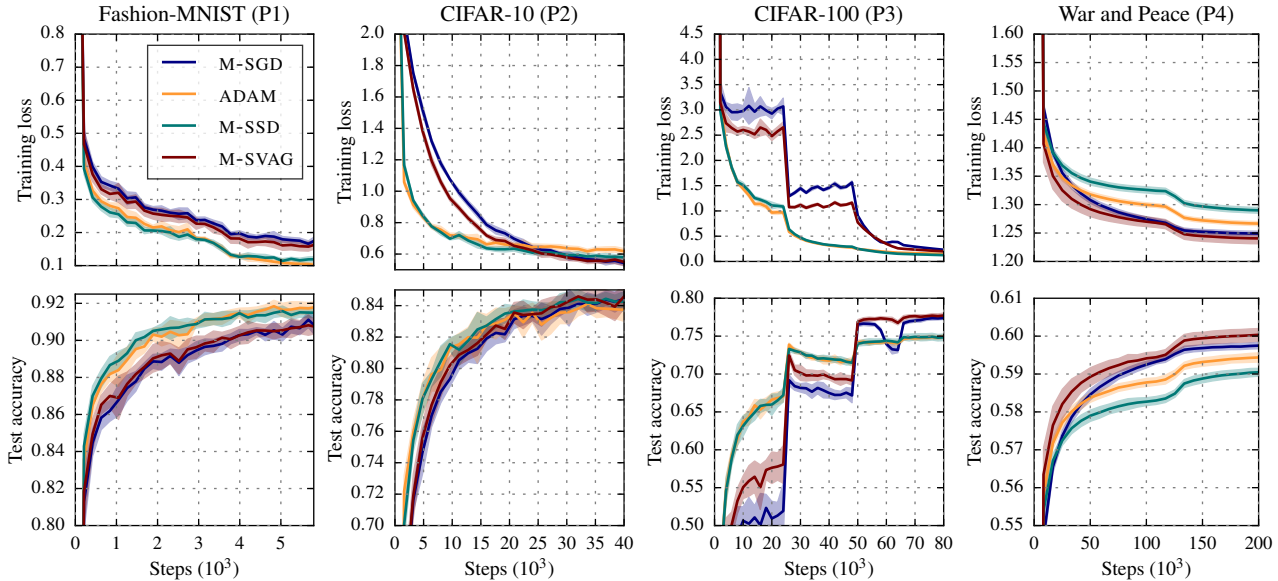 Fashion-MNIST (P1)
CIFAR-10 (P2)
CIFAR-100 (P3)
War and Peace (P4)
Training loss
0.8
0.7
0.6
0.5
0.4
0.3
0.2
0.1
M-SGD
ADAM
M-SSD
M-SVAG
Training loss
2.0
1.8
1.6
1.4
1.2
1.0
0.8
0.6
Training loss
4.5
4.0
3.5
3.0
2.5
2.0
1.5
1.0
0.5
0.0
Training loss
1.60
1.55
1.50
1.45
1.40
1.35
1.30
1.25
1.20
Test accuracy
0.92
0.90
0.88
0.86
0.84
0.82
0.80
0 1 2 3 4 5
Steps (10³)
Test accuracy
0.84
0.82
0.80
0.78
0.76
0.74
0.72
0.70
0 5 10 15 20 25 30 35 40
Steps (10³)
Test accuracy
0.80
0.75
0.70
0.65
0.60
0.55
0.50
0 10 20 30 40 50 60 70 80
Steps (10³)
Test accuracy
0.61
0.60
0.59
0.58
0.57
0.56
0.55
0 50 100 150 200
Steps (10³)